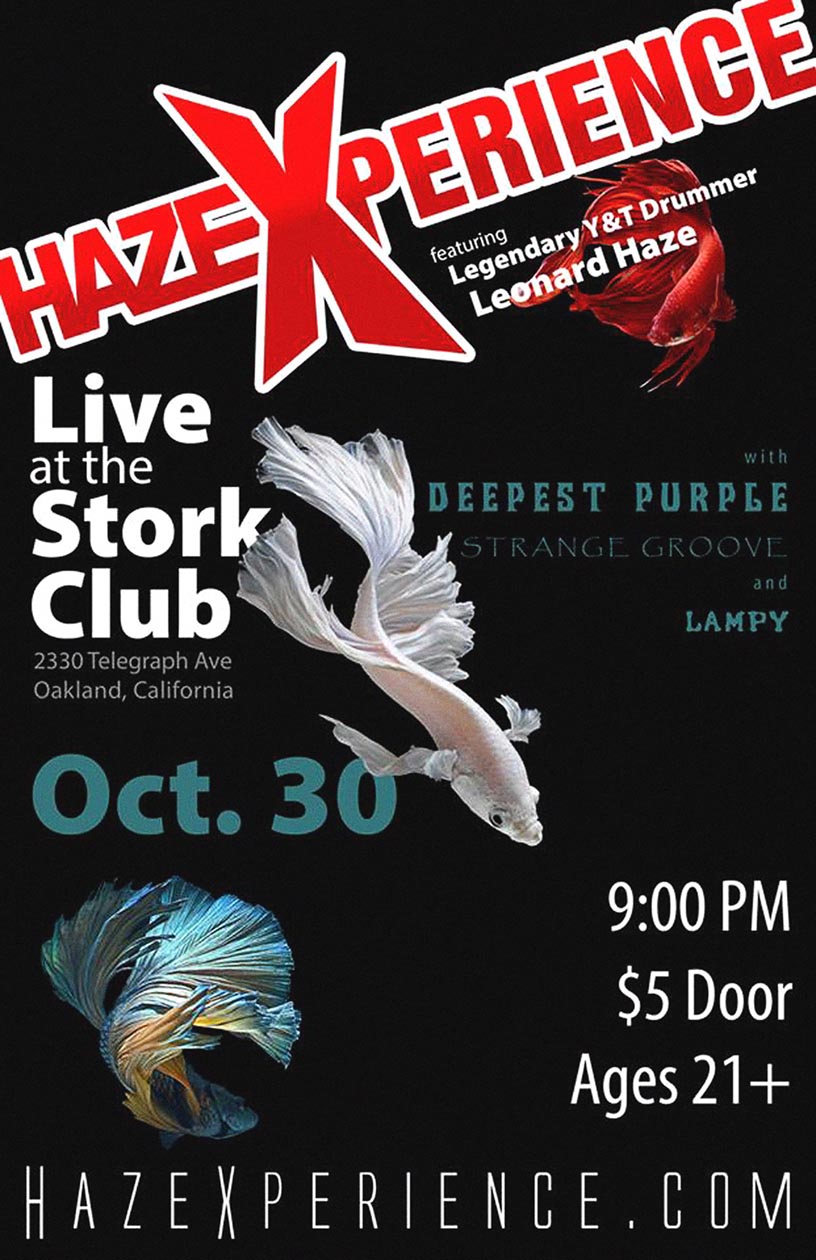 HAZEXPERIENCE
featuring
Legendary Y&T Drummer
Leonard Haze
Live
at the
Stork
Club
2330 Telegraph Ave
Oakland, California
with
DEEPEST PURPLE
STRANGE GROOVE
and
LAMPY
Oct. 30
9:00 PM
$5 Door
Ages 21+
HAZEXPERIENCE.COM